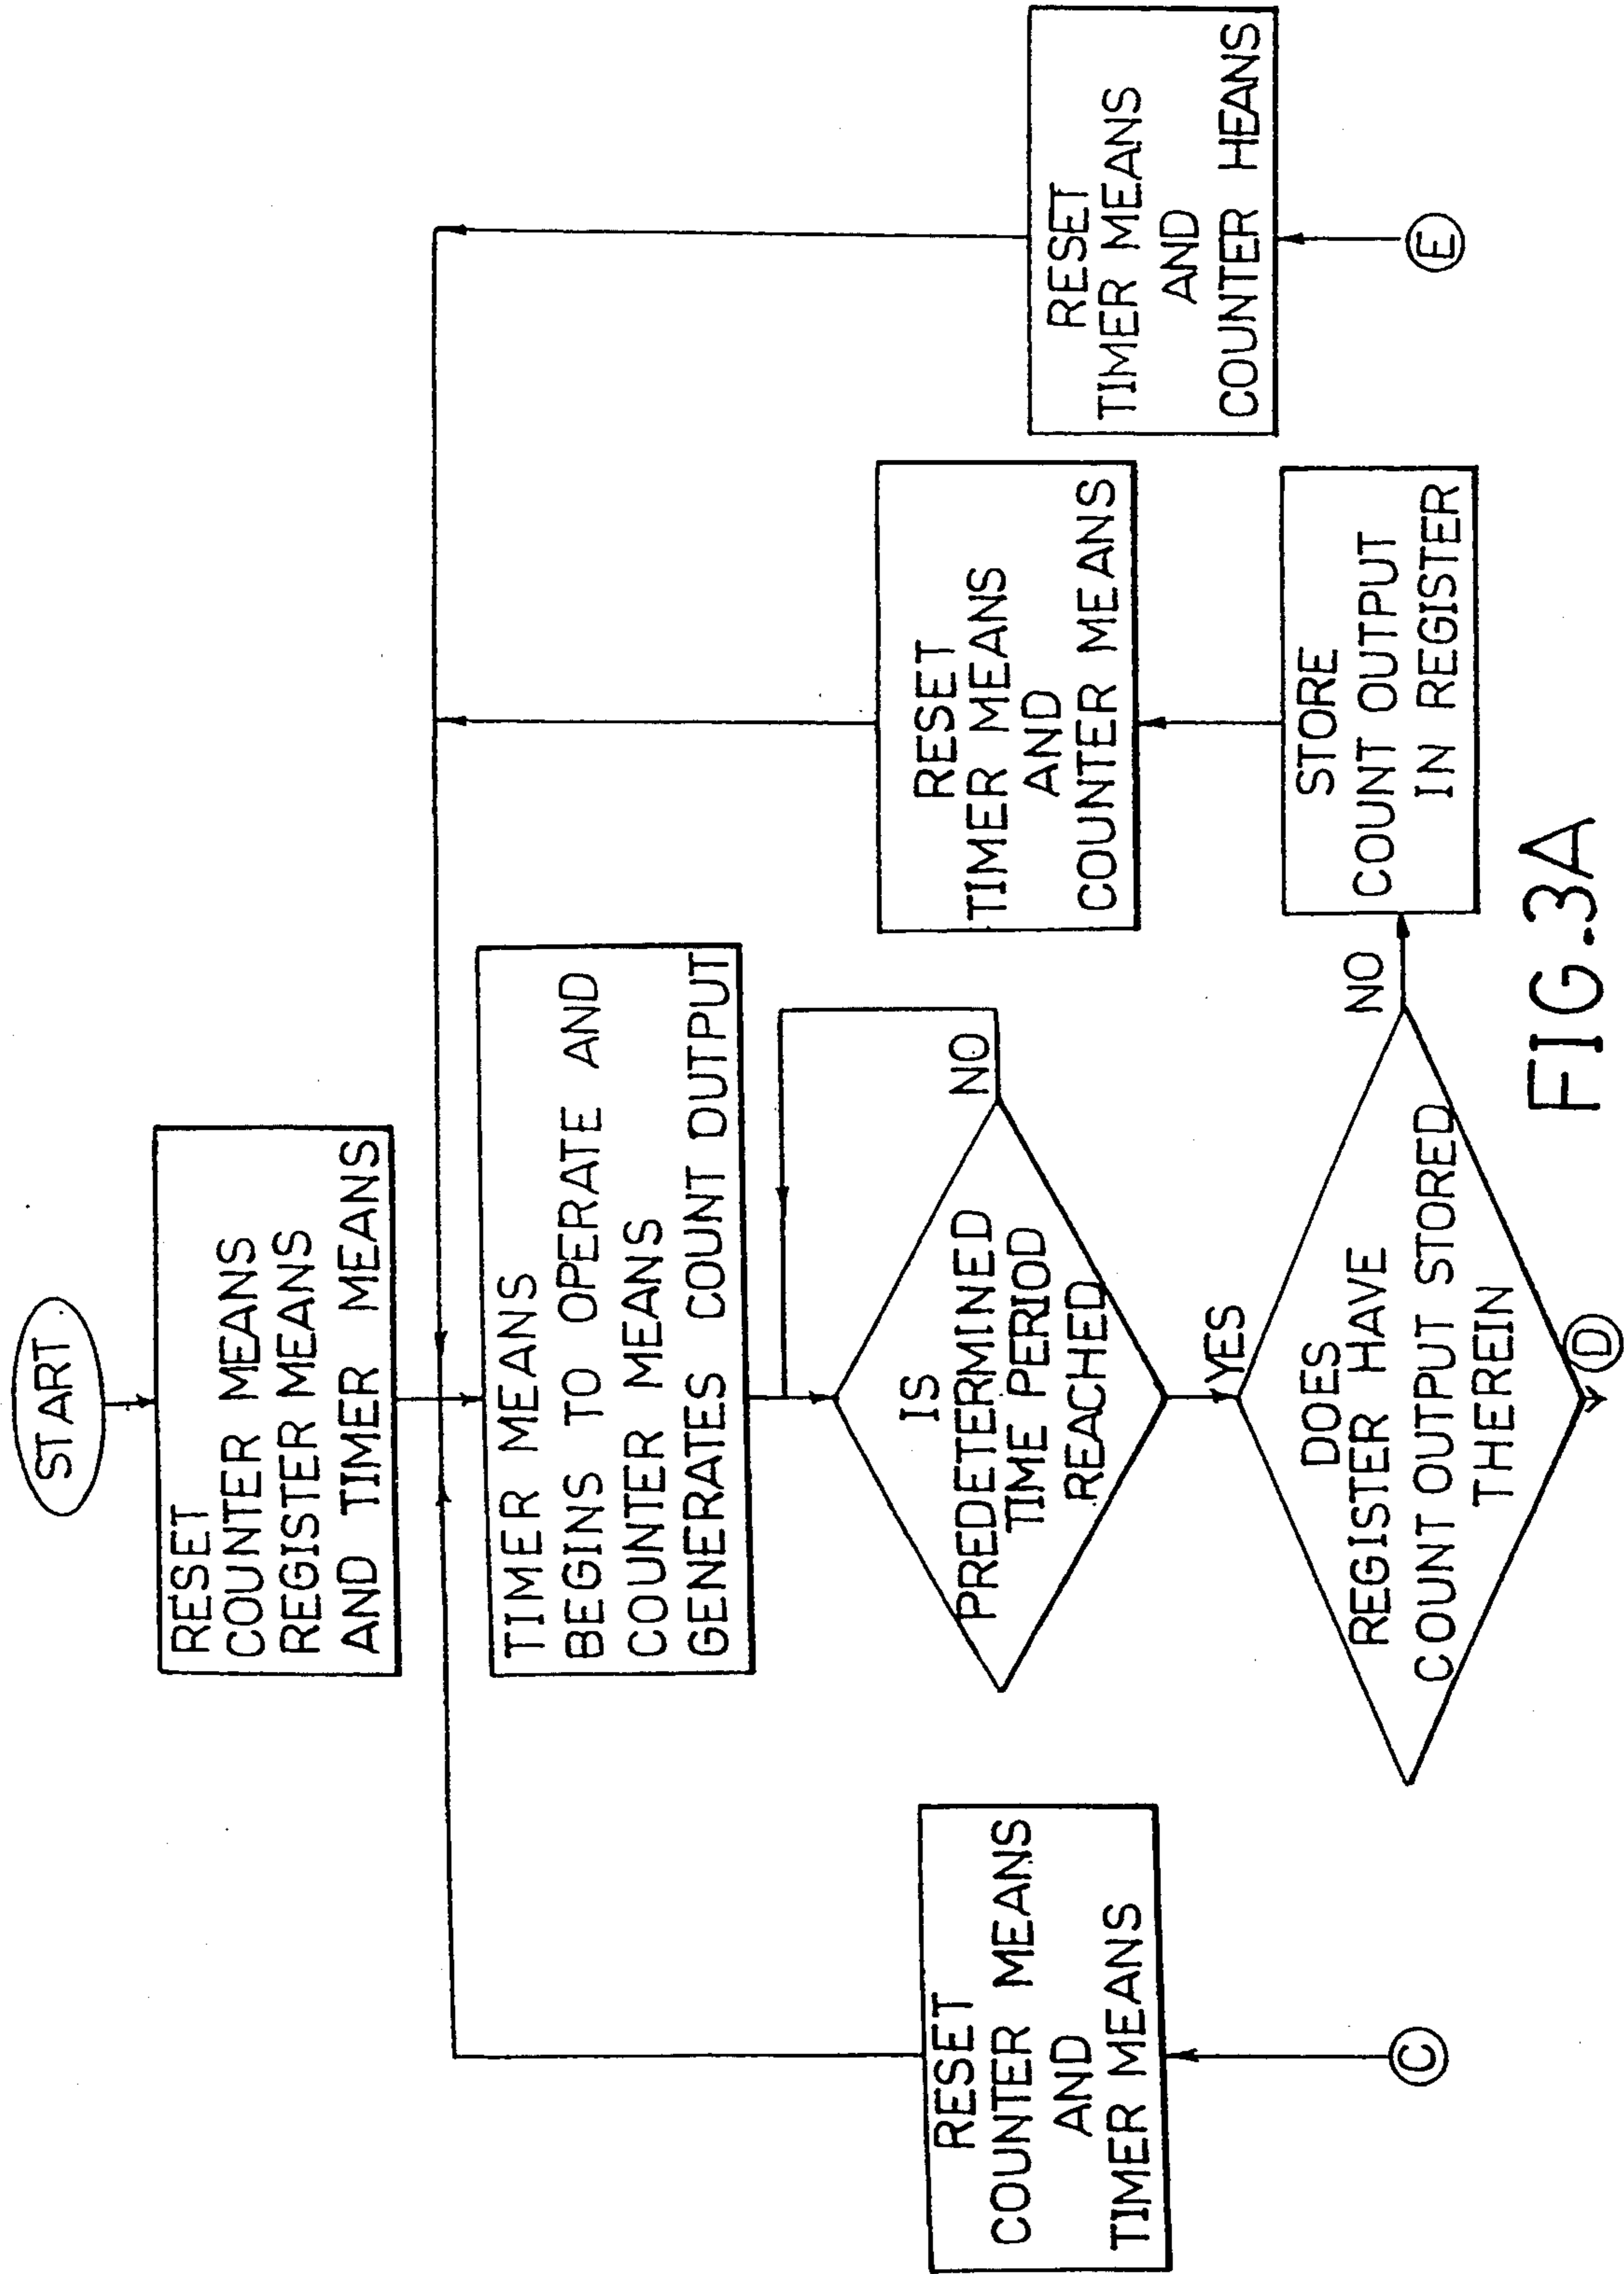 START
RESET
COUNTER MEANS
REGISTER MEANS
AND TIMER MEANS
TIMER MEANS
BEGINS TO OPERATE AND
COUNTER MEANS
GENERATES COUNT OUTPUT
IS
PREDETERMINED
TIME PERIOD
REACHED
NO
YES
DOES
REGISTER HAVE
COUNT OUTPUT STORED
THEREIN
NO
D
STORE
COUNT OUTPUT
IN REGISTER
RESET
TIMER MEANS
AND
COUNTER MEANS
RESET
TIMER MEANS
AND
COUNTER HEANS
E
RESET
COUNTER MEANS
AND
TIMER MEANS
C
FIG.3A